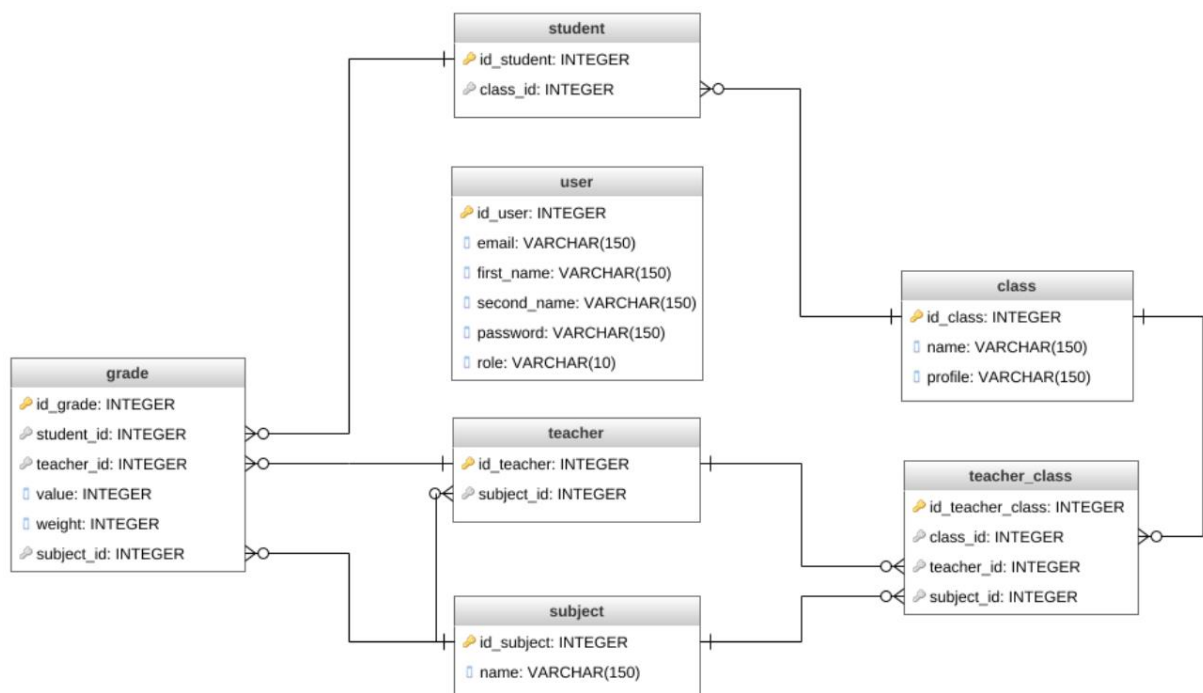 student
id_student: INTEGER
class_id: INTEGER
user
id_user: INTEGER
email: VARCHAR(150)
first_name: VARCHAR(150)
second_name: VARCHAR(150)
password: VARCHAR(150)
role: VARCHAR(10)
class
id_class: INTEGER
name: VARCHAR(150)
profile: VARCHAR(150)
grade
id_grade: INTEGER
student_id: INTEGER
teacher_id: INTEGER
value: INTEGER
weight: INTEGER
subject_id: INTEGER
teacher
id_teacher: INTEGER
subject_id: INTEGER
teacher_class
id_teacher_class: INTEGER
class_id: INTEGER
teacher_id: INTEGER
subject_id: INTEGER
subject
id_subject: INTEGER
name: VARCHAR(150)